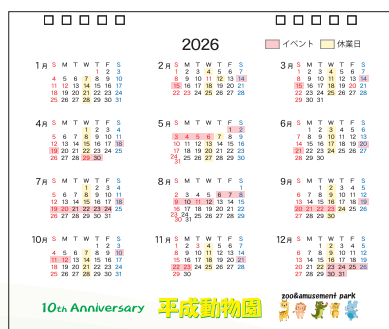 2026
イベント 休業日
1月 S M T W T F S
1 2 3
4 5 6 7 8 9 10
11 12 13 14 15 16 17
18 19 20 21 22 23 24
25 26 27 28 29 30 31
2月 S M T W T F S
1 2 3 4 5 6 7
8 9 10 11 12 13 14
15 16 17 18 19 20 21
22 23 24 25 26 27 28
3月 S M T W T F S
1 2 3 4 5 6 7
8 9 10 11 12 13 14
15 16 17 18 19 20 21
22 23 24 25 26 27 28
29 30 31
4月 S M T W T F S
1 2 3 4
5 6 7 8 9 10 11
12 13 14 15 16 17 18
19 20 21 22 23 24 25
26 27 28 29 30
5月 S M T W T F S
1 2
3 4 5 6 7 8 9
10 11 12 13 14 15 16
17 18 19 20 21 22 23
24 25 26 27 28 29 30
31
6月 S M T W T F S
1 2 3 4 5 6
7 8 9 10 11 12 13
14 15 16 17 18 19 20
21 22 23 24 25 26 27
28 29 30
7月 S M T W T F S
1 2 3 4
5 6 7 8 9 10 11
12 13 14 15 16 17 18
19 20 21 22 23 24 25
26 27 28 29 30 31
8月 S M T W T F S
1
2 3 4 5 6 7 8
9 10 11 12 13 14 15
16 17 18 19 20 21 22
23 24 25 26 27 28 29
30 31
9月 S M T W T F S
1 2 3 4 5
6 7 8 9 10 11 12
13 14 15 16 17 18 19
20 21 22 23 24 25 26
27 28 29 30
10月 S M T W T F S
1 2 3
4 5 6 7 8 9 10
11 12 13 14 15 16 17
18 19 20 21 22 23 24
25 26 27 28 29 30 31
11月 S M T W T F S
1 2 3 4 5 6 7
8 9 10 11 12 13 14
15 16 17 18 19 20 21
22 23 24 25 26 27 28
29 30
12月 S M T W T F S
1 2 3 4 5
6 7 8 9 10 11 12
13 14 15 16 17 18 19
20 21 22 23 24 25 26
27 28 29 30 31
10th Anniversary 平成動物園 zoo&amusement park